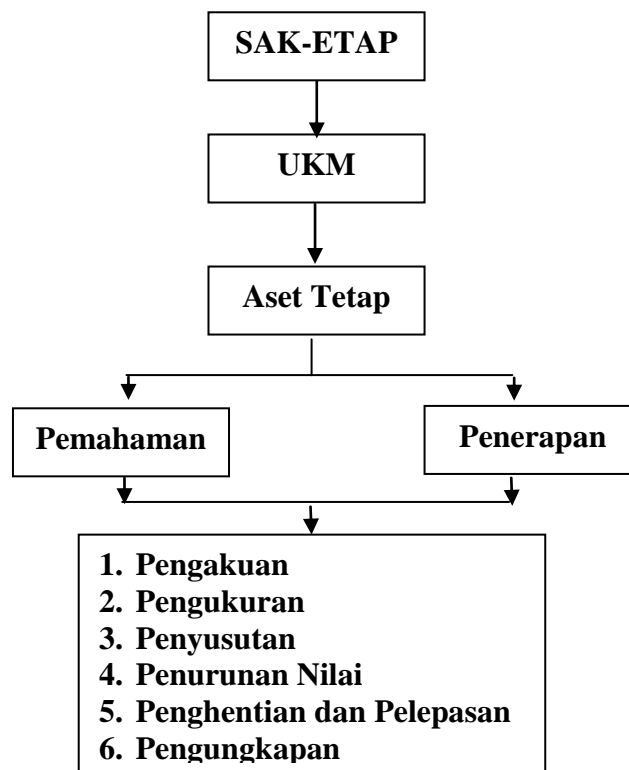 SAK-ETAP
UKM
Aset Tetap
Pemahaman
Penerapan
1. Pengakuan
2. Pengukuran
3. Penyusutan
4. Penurunan Nilai
5. Penghentian dan Pelepasan
6. Pengungkapan